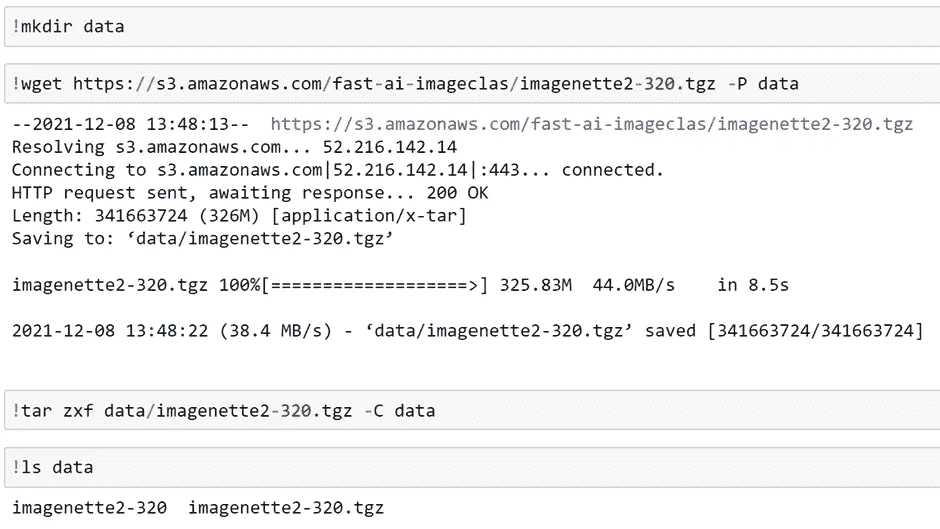 !mkdir data
!wget https://s3.amazonaws.com/fast-ai-imageclas/imagenette2-320.tgz -P data
--2021-12-08 13:48:13--  https://s3.amazonaws.com/fast-ai-imageclas/imagenette2-320.tgz
Resolving s3.amazonaws.com... 52.216.142.14
Connecting to s3.amazonaws.com|52.216.142.14|:443... connected.
HTTP request sent, awaiting response... 200 OK
Length: 341663724 (326M) [application/x-tar]
Saving to: ‘data/imagenette2-320.tgz’
imagenette2-320.tgz 100%[===================>] 325.83M  44.0MB/s    in 8.5s
2021-12-08 13:48:22 (38.4 MB/s) - ‘data/imagenette2-320.tgz’ saved [341663724/341663724]
!tar zxf data/imagenette2-320.tgz -C data
!ls data
imagenette2-320  imagenette2-320.tgz